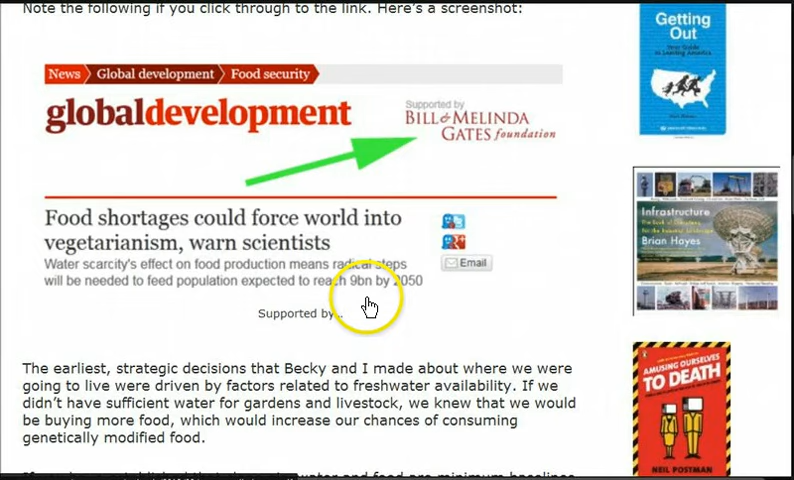 Note the following if you click through to the link. Here's a screenshot:
News Global development Food security
globaldevelopment
Supported by
BILL & MELINDA
GATES foundation
Food shortages could force world into
vegetarianism, warn scientists
Water scarcity's effect on food production means radical steps
will be needed to feed population expected to reach 9bn by 2050
Email
Supported by...
The earliest, strategic decisions that Becky and I made about where we were
going to live were driven by factors related to freshwater availability. If we
didn't have sufficient water for gardens and livestock, we knew that we would
be buying more food, which would increase our chances of consuming
genetically modified food.
Getting
Out
Your Guide
to Leaving America
Infrastructure
Brian Hayes
AMUSING OURSELVES
TO DEATH
NEIL POSTMAN